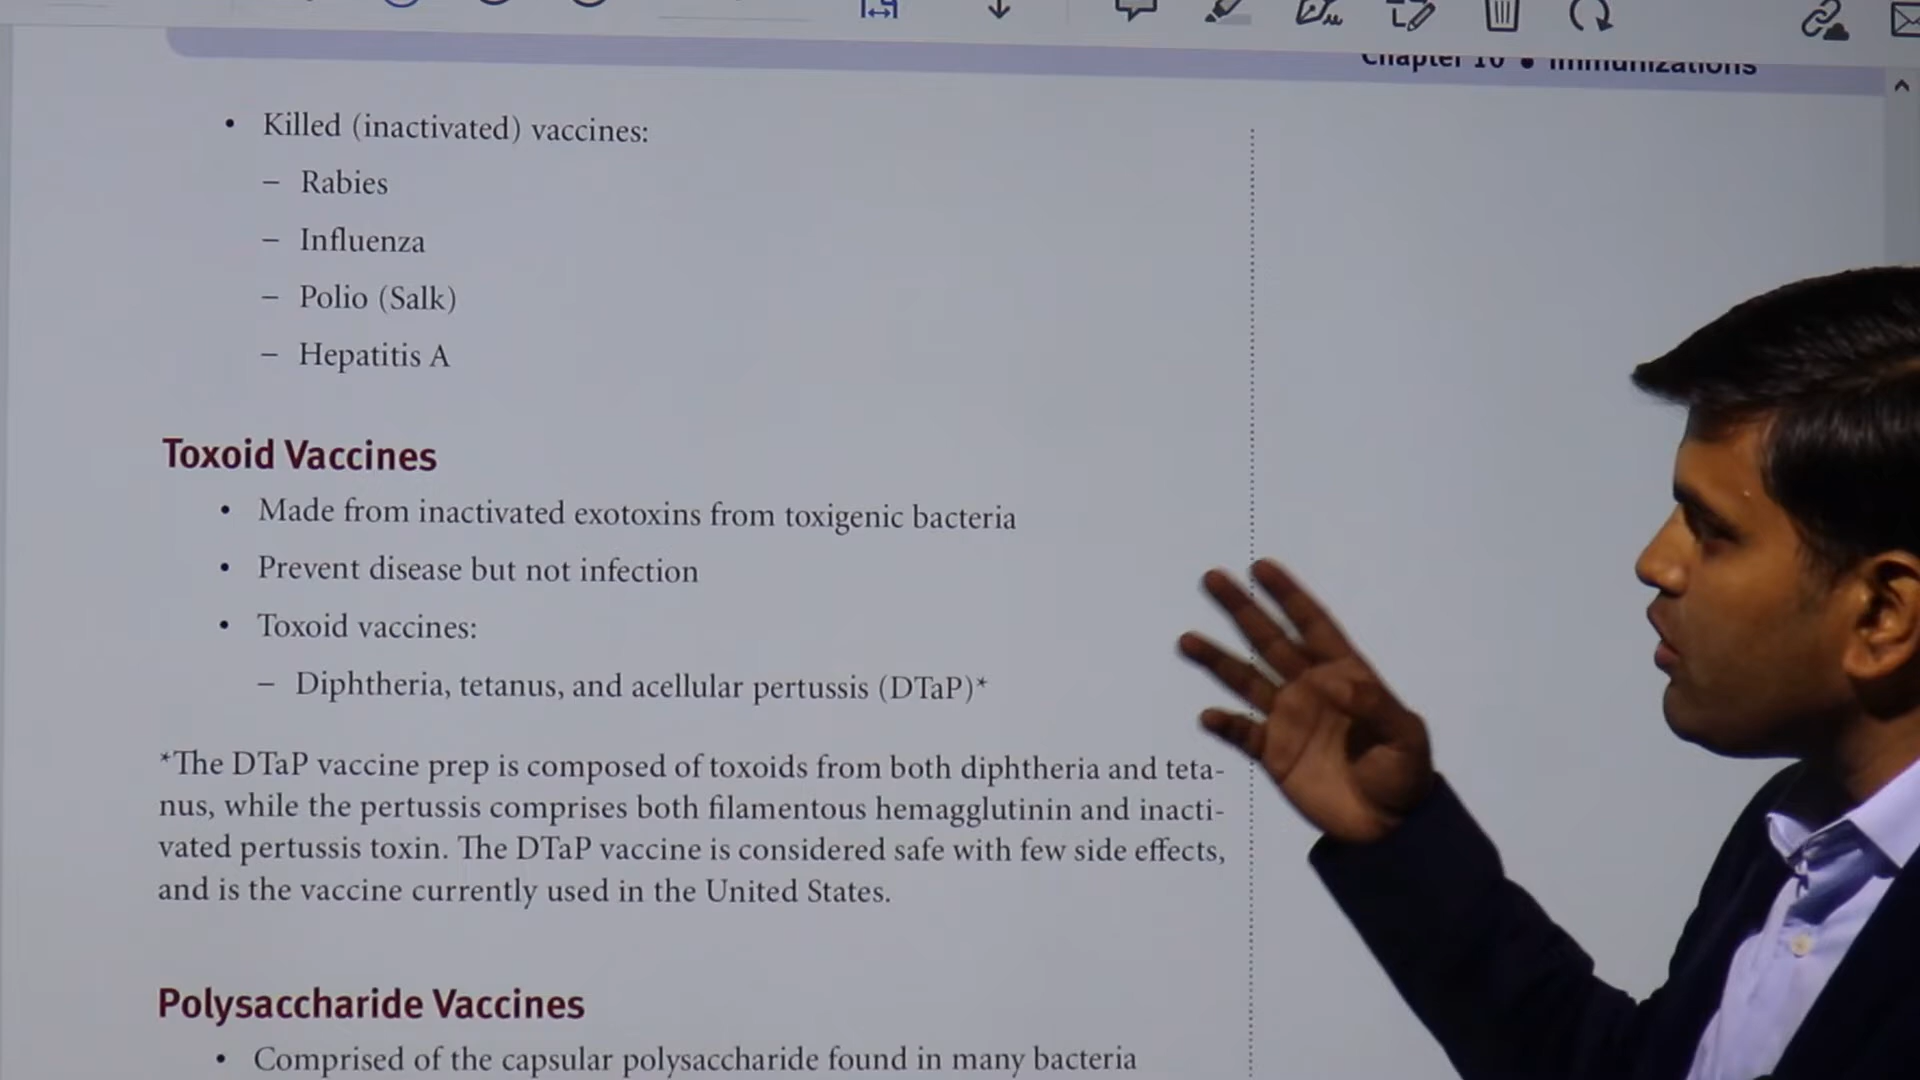 Chapter 10 • Immunizations
• Killed (inactivated) vaccines:
– Rabies
– Influenza
– Polio (Salk)
– Hepatitis A
Toxoid Vaccines
• Made from inactivated exotoxins from toxigenic bacteria
• Prevent disease but not infection
• Toxoid vaccines:
– Diphtheria, tetanus, and acellular pertussis (DTaP)*
*The DTaP vaccine prep is composed of toxoids from both diphtheria and teta-
nus, while the pertussis comprises both filamentous hemagglutinin and inacti-
vated pertussis toxin. The DTaP vaccine is considered safe with few side effects,
and is the vaccine currently used in the United States.
Polysaccharide Vaccines
• Comprised of the capsular polysaccharide found in many bacteria